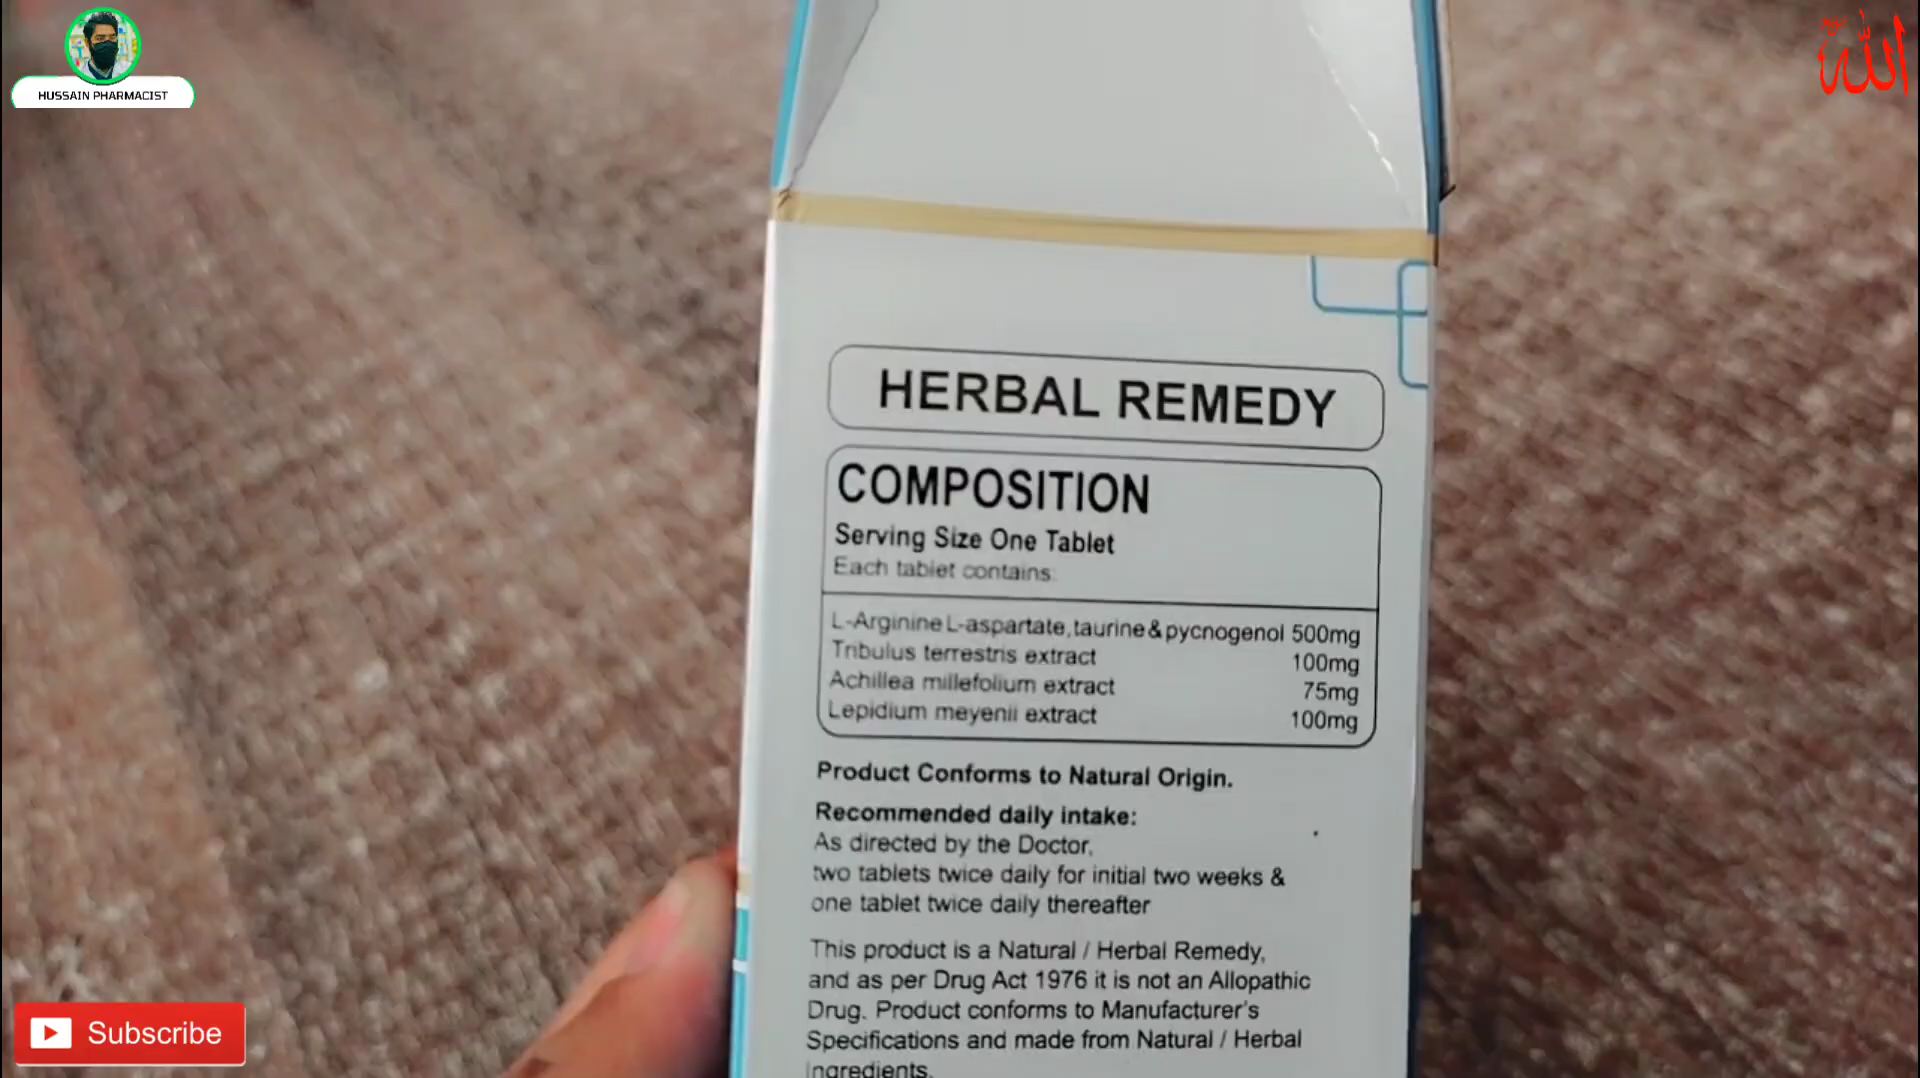 HUSSAIN PHARMACIST
الله
HERBAL REMEDY
COMPOSITION
Serving Size One Tablet
Each tablet contains:
L-Arginine L-aspartate, taurine & pycnogenol 500mg
Tribulus terrestris extract 100mg
Achillea millefolium extract 75mg
Lepidium meyenii extract 100mg
Product Conforms to Natural Origin.
Recommended daily intake:
As directed by the Doctor,
two tablets twice daily for initial two weeks &
one tablet twice daily thereafter
This product is a Natural / Herbal Remedy,
and as per Drug Act 1976 it is not an Allopathic
Drug. Product conforms to Manufacturer's
Specifications and made from Natural / Herbal
Ingredients.
Subscribe